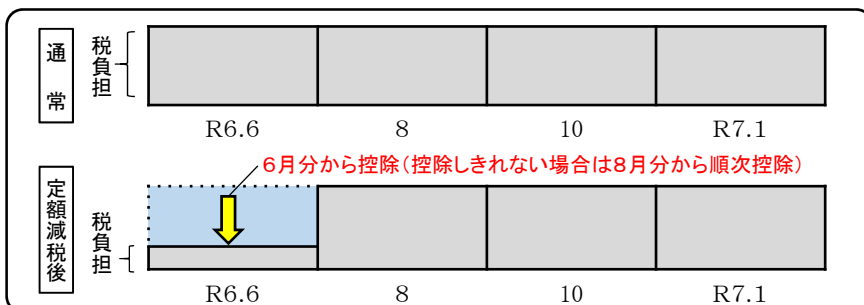 通常
税負担
R6.6 8 10 R7.1
6月分から控除（控除しきれない場合は８月分から順次控除）
定額減税後
税負担
R6.6 8 10 R7.1